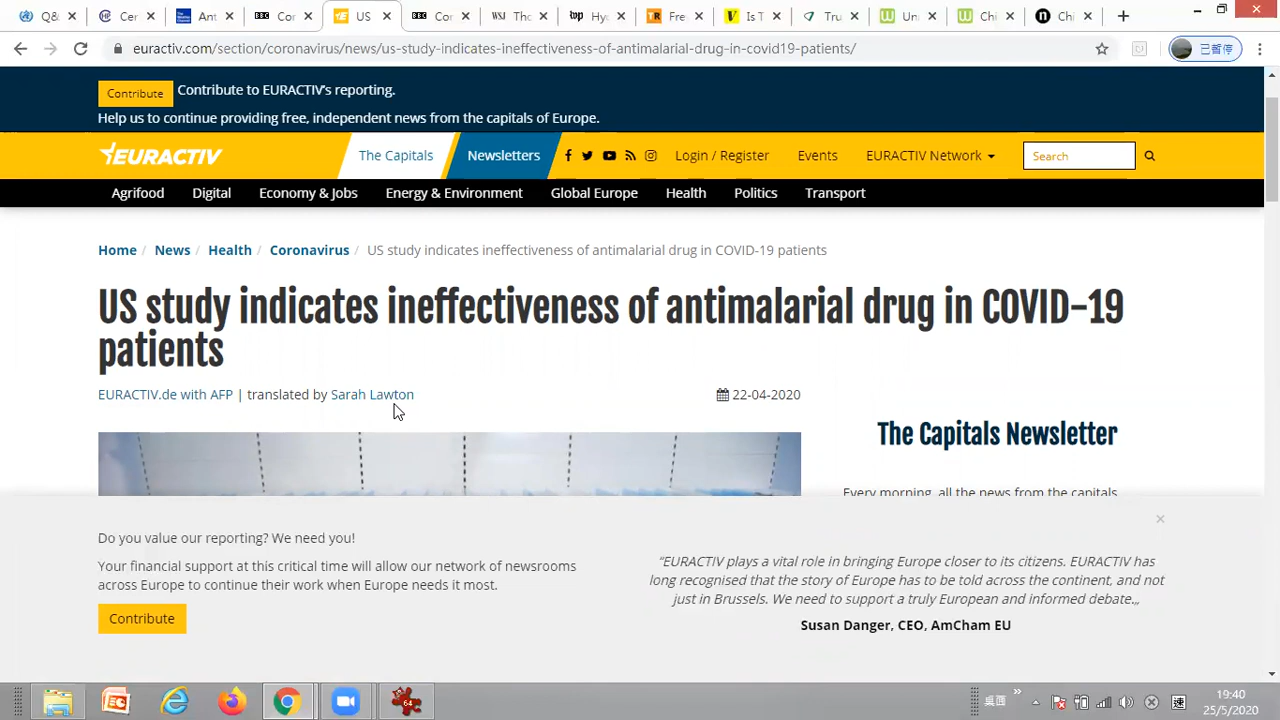 Q& Cer Ant Cor US × Co Tho Hyd Fre Is T Tru Uni Chi Chi
euractiv.com/section/coronavirus/news/us-study-indicates-ineffectiveness-of-antimalarial-drug-in-covid19-patients/ 已暫停
Contribute Contribute to EURACTIV's reporting.
Help us to continue providing free, independent news from the capitals of Europe.
EURACTIV The Capitals Newsletters Login / Register Events EURACTIV Network Search
Agrifood Digital Economy & Jobs Energy & Environment Global Europe Health Politics Transport
Home / News / Health / Coronavirus / US study indicates ineffectiveness of antimalarial drug in COVID-19 patients
US study indicates ineffectiveness of antimalarial drug in COVID-19
patients
EURACTIV.de with AFP | translated by Sarah Lawton 22-04-2020
The Capitals Newsletter
Every morning, all the news from the capitals
Do you value our reporting? We need you!
Your financial support at this critical time will allow our network of newsrooms
across Europe to continue their work when Europe needs it most.
Contribute
“EURACTIV plays a vital role in bringing Europe closer to its citizens. EURACTIV has
long recognised that the story of Europe has to be told across the continent, and not
just in Brussels. We need to support a truly European and informed debate.„
Susan Danger, CEO, AmCham EU
桌面 19:40
25/5/2020